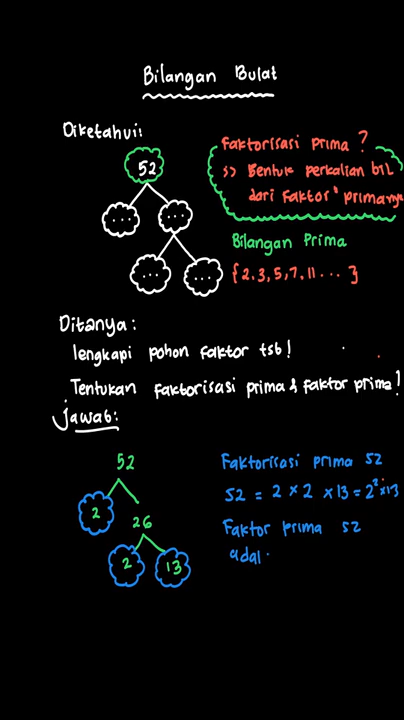 Bilangan Bulat
Diketahui:
52
...
...
...
...
Faktorisasi prima?
↳ Bentuk perkalian bil
dari Faktor" primanya
Bilangan Prima
{2,3,5,7,11...}
Ditanya:
lengkapi pohon faktor tsb!
Tentukan faktorisasi prima & faktor prima!
Jawab:
52
2
26
2
13
Faktorisasi prima 52
52 = 2 × 2 × 13 = 2² × 13
Faktor prima 52
adal